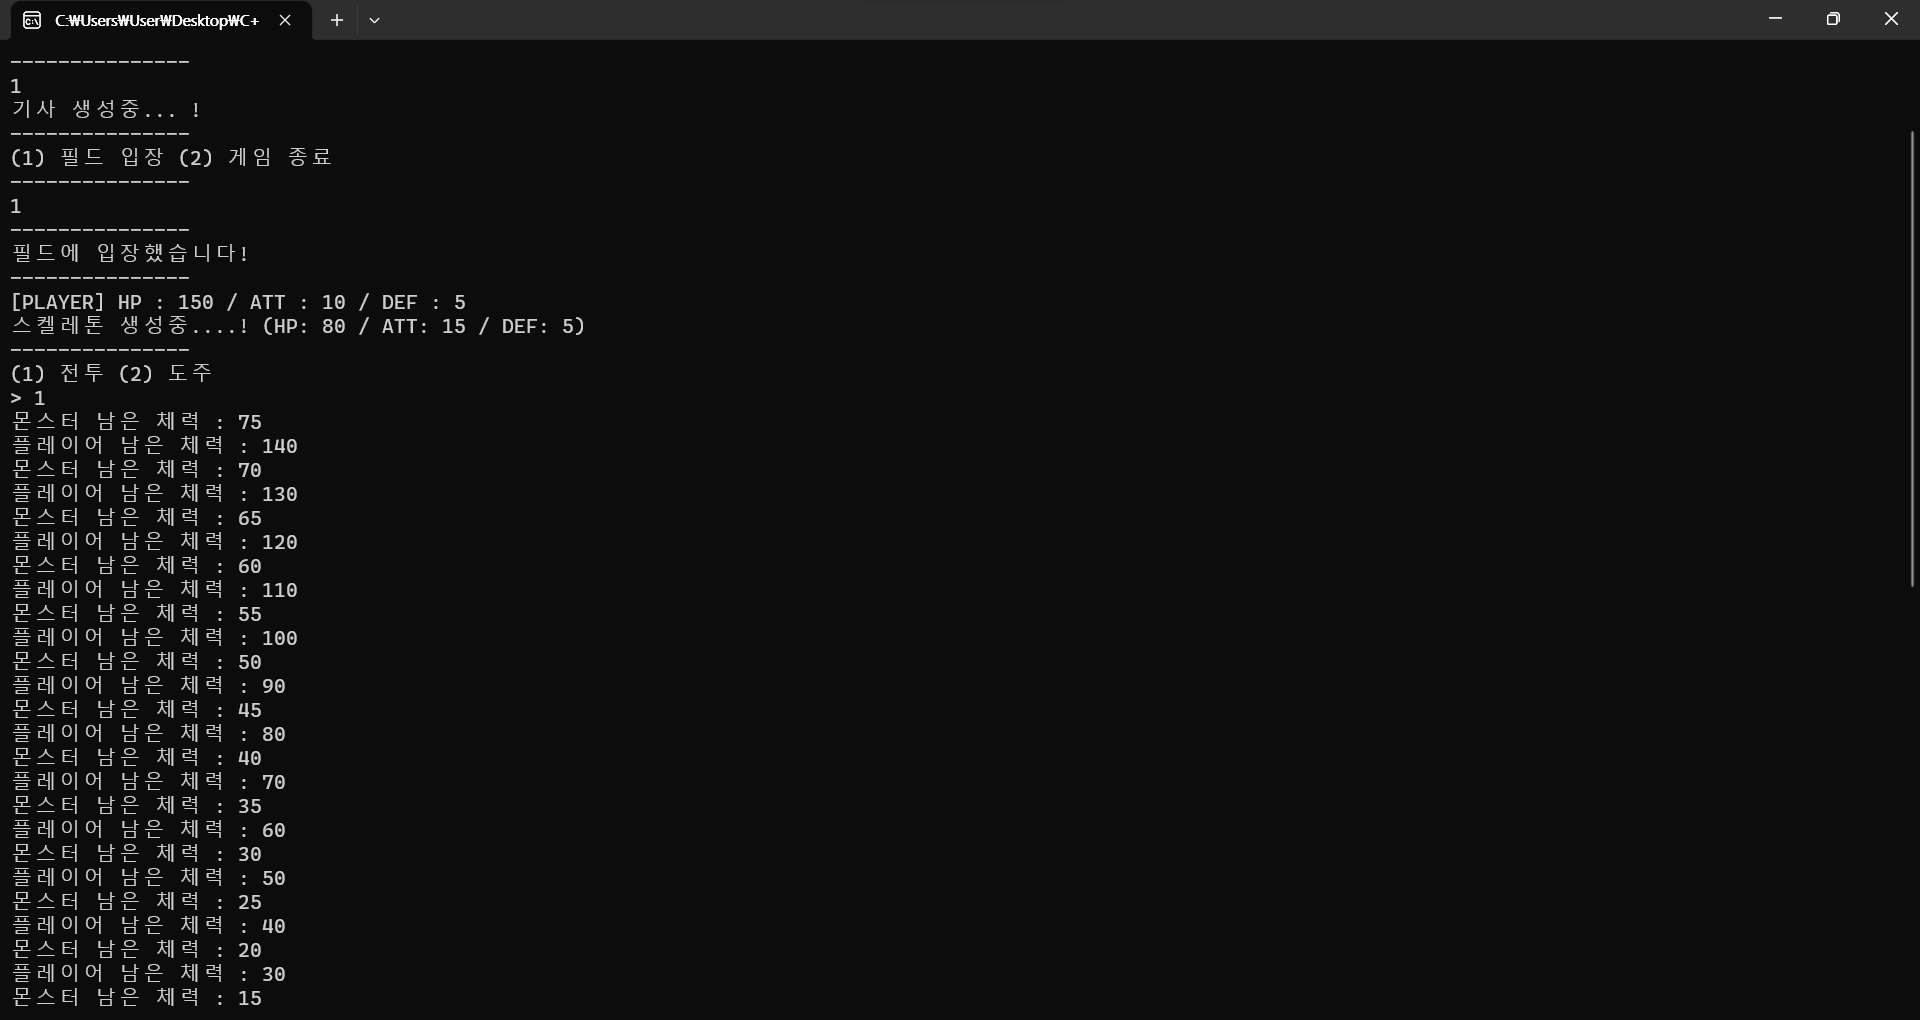 C:₩Users₩User₩Desktop₩C+
---------------
1
기사 생성중... !
---------------
(1) 필드 입장 (2) 게임 종료
---------------
1
---------------
필드에 입장했습니다!
---------------
[PLAYER] HP : 150 / ATT : 10 / DEF : 5
스켈레톤 생성중....! (HP: 80 / ATT: 15 / DEF: 5)
---------------
(1) 전투 (2) 도주
> 1
몬스터 남은 체력 : 75
플레이어 남은 체력 : 140
몬스터 남은 체력 : 70
플레이어 남은 체력 : 130
몬스터 남은 체력 : 65
플레이어 남은 체력 : 120
몬스터 남은 체력 : 60
플레이어 남은 체력 : 110
몬스터 남은 체력 : 55
플레이어 남은 체력 : 100
몬스터 남은 체력 : 50
플레이어 남은 체력 : 90
몬스터 남은 체력 : 45
플레이어 남은 체력 : 80
몬스터 남은 체력 : 40
플레이어 남은 체력 : 70
몬스터 남은 체력 : 35
플레이어 남은 체력 : 60
몬스터 남은 체력 : 30
플레이어 남은 체력 : 50
몬스터 남은 체력 : 25
플레이어 남은 체력 : 40
몬스터 남은 체력 : 20
플레이어 남은 체력 : 30
몬스터 남은 체력 : 15